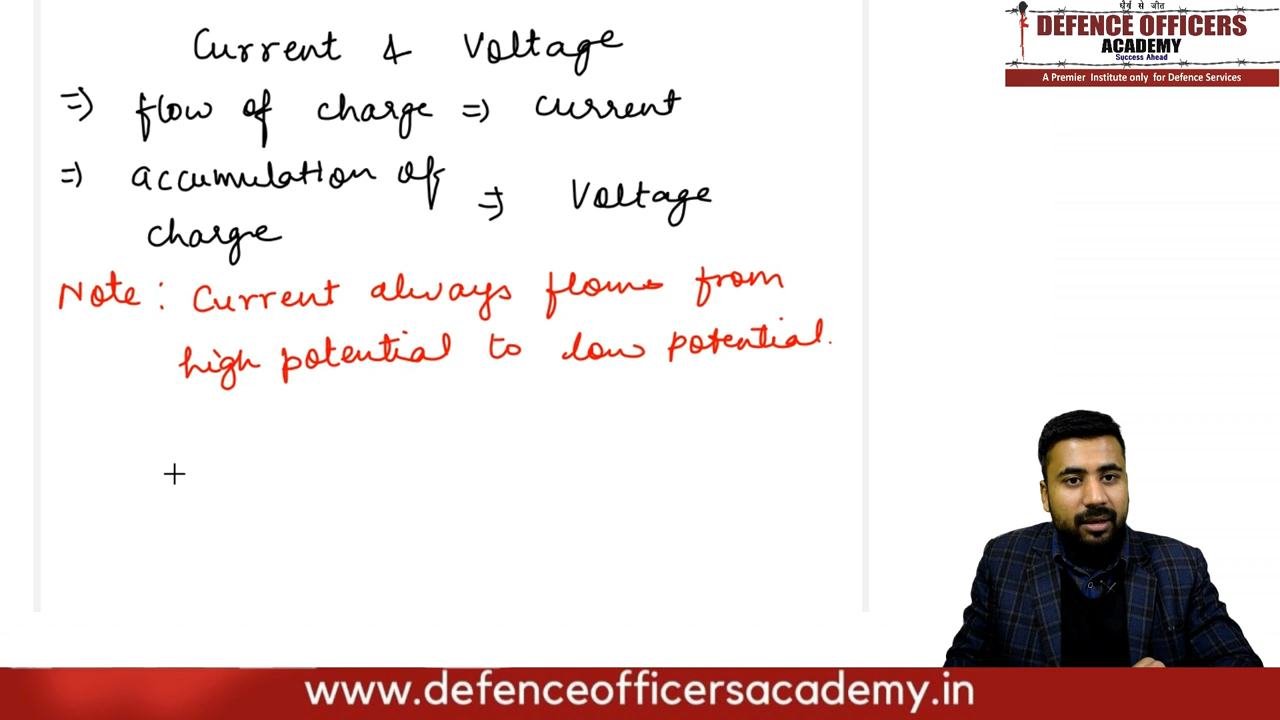 Current & Voltage
⇒ flow of charge ⇒ current
⇒ accumulation of charge ⇒ Voltage
Note: Current always flows from
high potential to low potential.
+
धैर्य से जीत
DEFENCE OFFICERS
ACADEMY
Success Ahead
A Premier Institute only for Defence Services
www.defenceofficersacademy.in